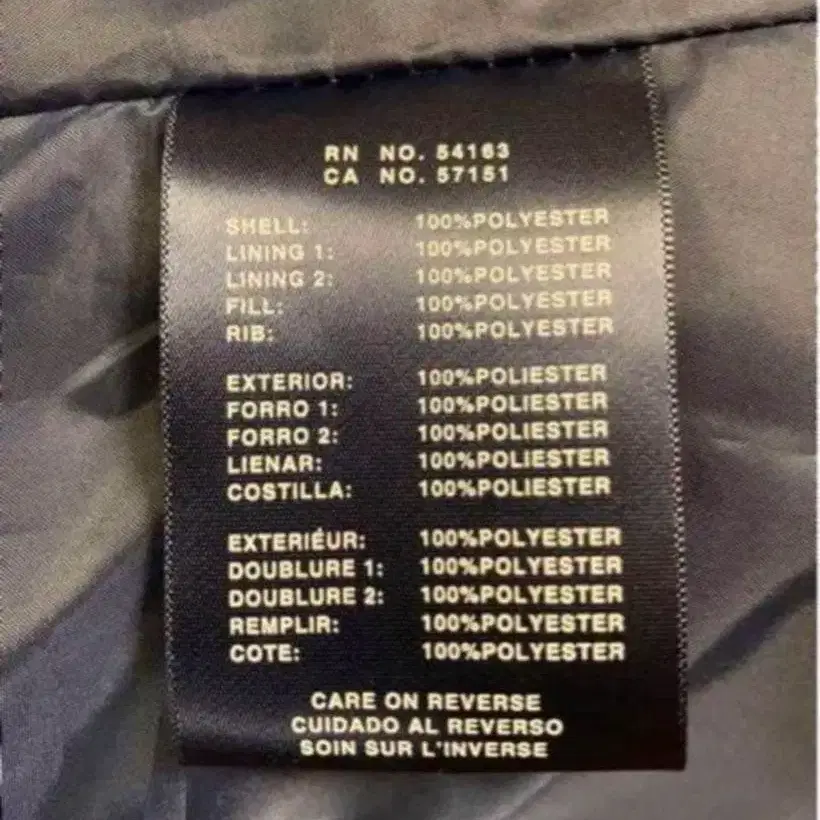 RN NO. 54163
CA NO. 57151
SHELL: 100%POLYESTER
LINING 1: 100%POLYESTER
LINING 2: 100%POLYESTER
FILL: 100%POLYESTER
RIB: 100%POLYESTER
EXTERIOR: 100%POLIESTER
FORRO 1: 100%POLIESTER
FORRO 2: 100%POLIESTER
LIENAR: 100%POLIESTER
COSTILLA: 100%POLIESTER
EXTERIÉUR: 100%POLYESTER
DOUBLURE 1: 100%POLYESTER
DOUBLURE 2: 100%POLYESTER
REMPLIR: 100%POLYESTER
COTE: 100%POLYESTER
CARE ON REVERSE
CUIDADO AL REVERSO
SOIN SUR L'INVERSE